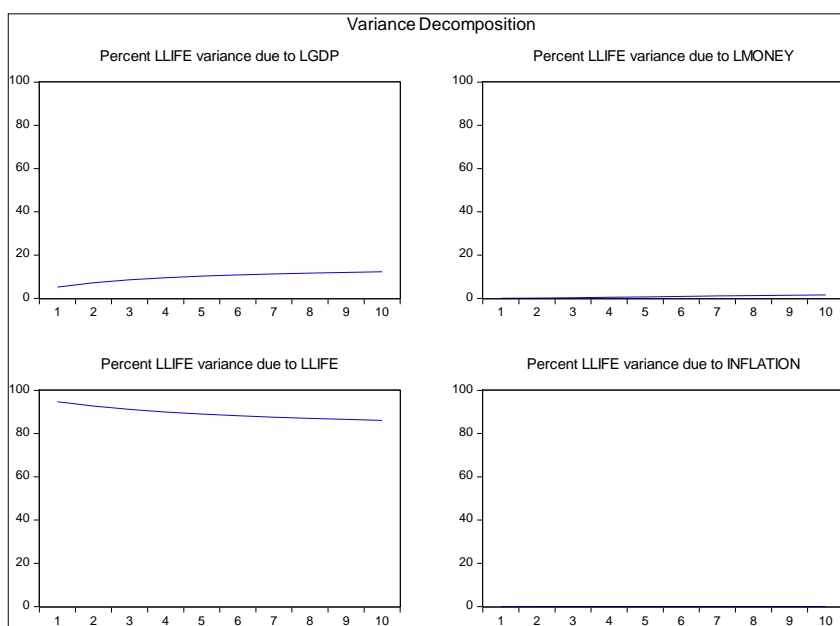 Variance Decomposition
Percent LLIFE variance due to LGDP
100
80
60
40
20
0
1 2 3 4 5 6 7 8 9 10
Percent LLIFE variance due to LMONEY
100
80
60
40
20
0
1 2 3 4 5 6 7 8 9 10
Percent LLIFE variance due to LLIFE
100
80
60
40
20
0
1 2 3 4 5 6 7 8 9 10
Percent LLIFE variance due to INFLATION
100
80
60
40
20
0
1 2 3 4 5 6 7 8 9 10